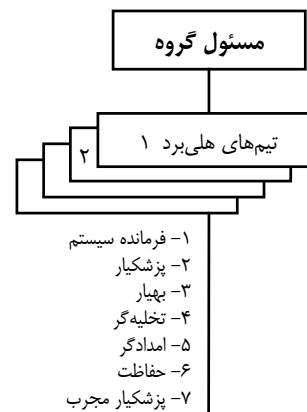 مسئول گروه
تیم‌های هلی‌برد ۱
۲
۱- فرمانده سیستم
۲- پزشکیار
۳- بهیار
۴- تخلیه‌گر
۵- امدادگر
۶- حفاظت
۷- پزشکیار مجرب